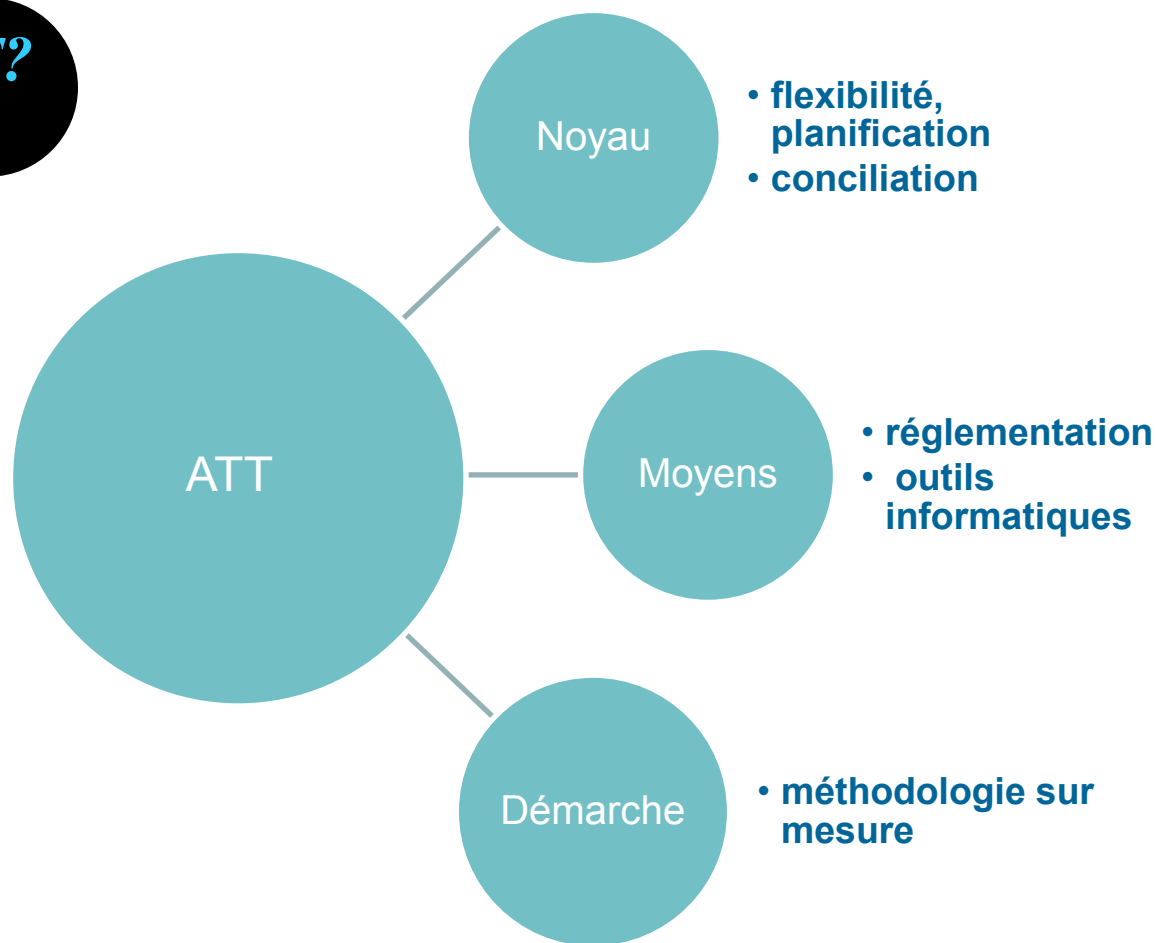 ?
Noyau
• flexibilité,
planification
• conciliation
ATT
Moyens
• réglementation
• outils
informatiques
Démarche
• méthodologie sur
mesure